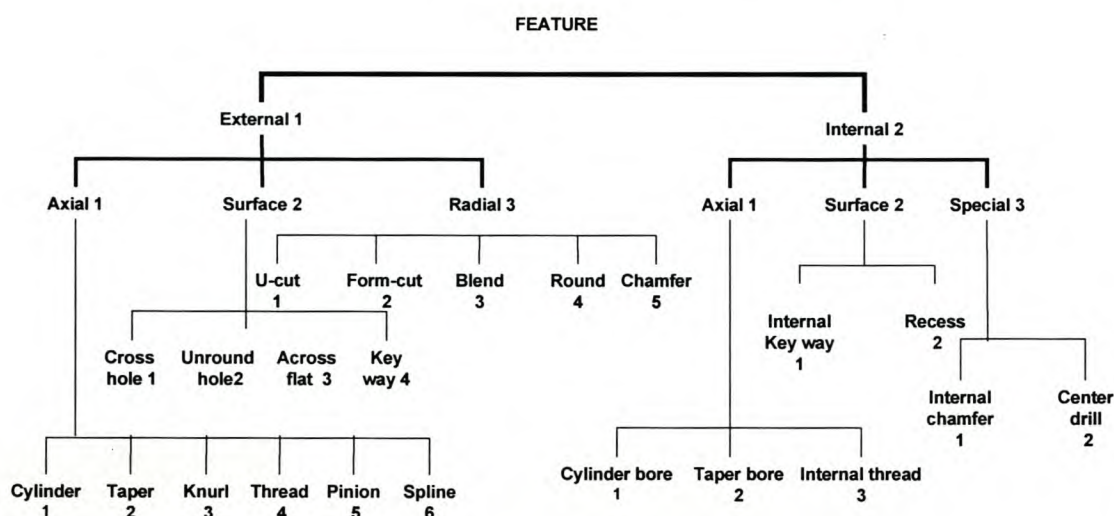 FEATURE
External 1
Internal 2
Axial 1
Surface 2
Radial 3
Axial 1
Surface 2
Special 3
U-cut
1
Form-cut
2
Blend
3
Round
4
Chamfer
5
Internal
Key way
1
Recess
2
Cross
hole 1
Unround
hole2
Across
flat 3
Key
way 4
Internal
chamfer
1
Center
drill
2
Cylinder
1
Taper
2
Knurl
3
Thread
4
Pinion
5
Spline
6
Cylinder bore
1
Taper bore
2
Internal thread
3